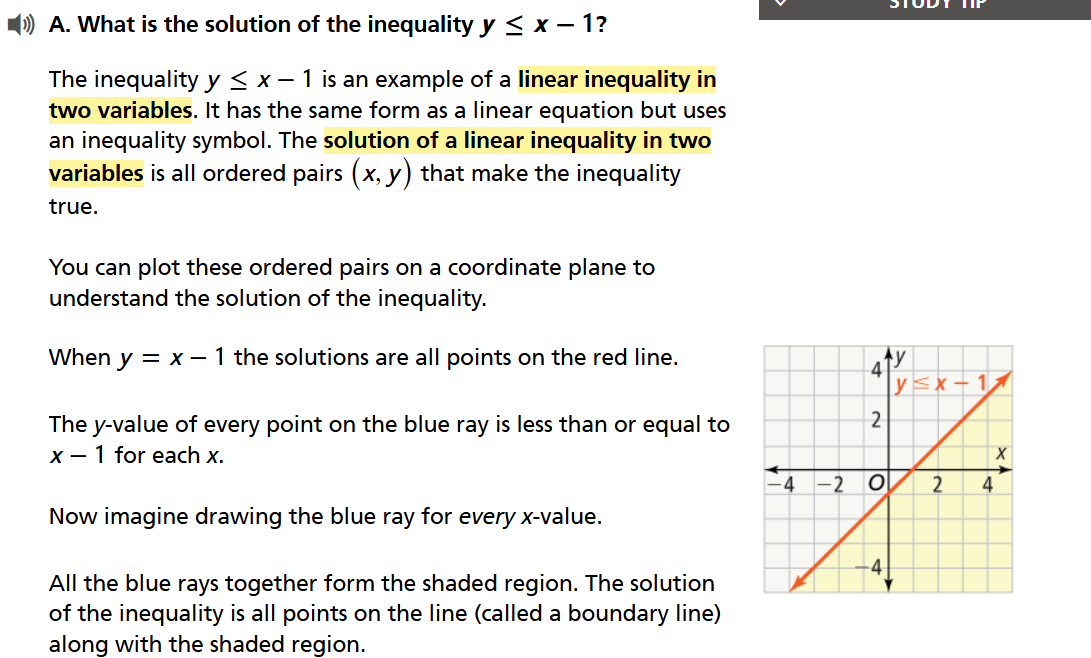 STUDY TIP
A. What is the solution of the inequality y ≤ x − 1?
The inequality y ≤ x − 1 is an example of a linear inequality in
two variables. It has the same form as a linear equation but uses
an inequality symbol. The solution of a linear inequality in two
variables is all ordered pairs (x, y) that make the inequality
true.
You can plot these ordered pairs on a coordinate plane to
understand the solution of the inequality.
When y = x − 1 the solutions are all points on the red line.
The y-value of every point on the blue ray is less than or equal to
x − 1 for each x.
Now imagine drawing the blue ray for every x-value.
All the blue rays together form the shaded region. The solution
of the inequality is all points on the line (called a boundary line)
along with the shaded region.
4 y
y ≤ x − 1
2
x
−4 −2 O 2 4
−4